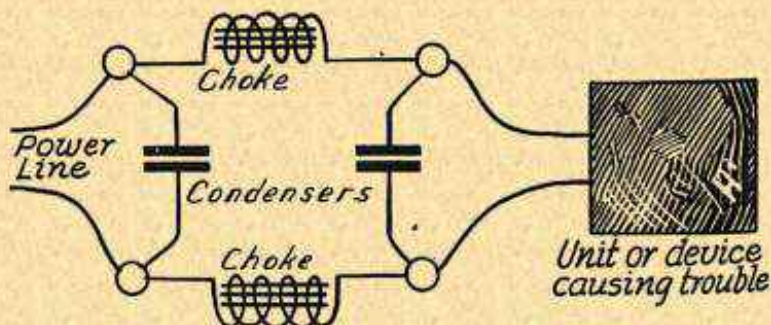 Choke
Power
Line
Condensers
Choke
Unit or device
causing trouble